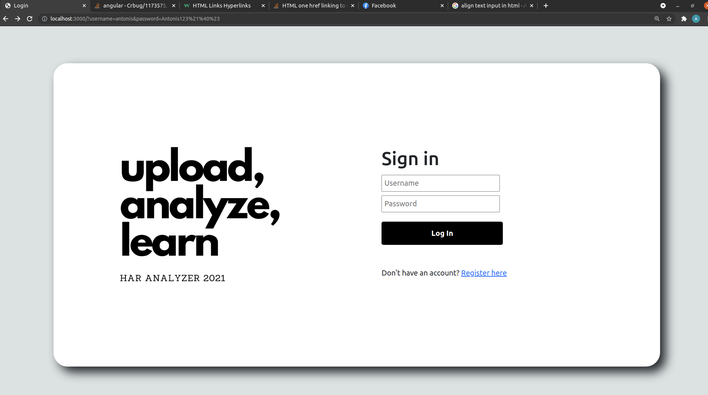 Login
angular - Crbug/117357
HTML Links Hyperlinks
HTML one href linking to
Facebook
align text input in html -
localhost:3000/?username=antonis&password=Antonis123%21%40%23
upload,
analyze,
learn
HAR ANALYZER 2021
Sign in
Username
Password
Log In
Don't have an account? Register here